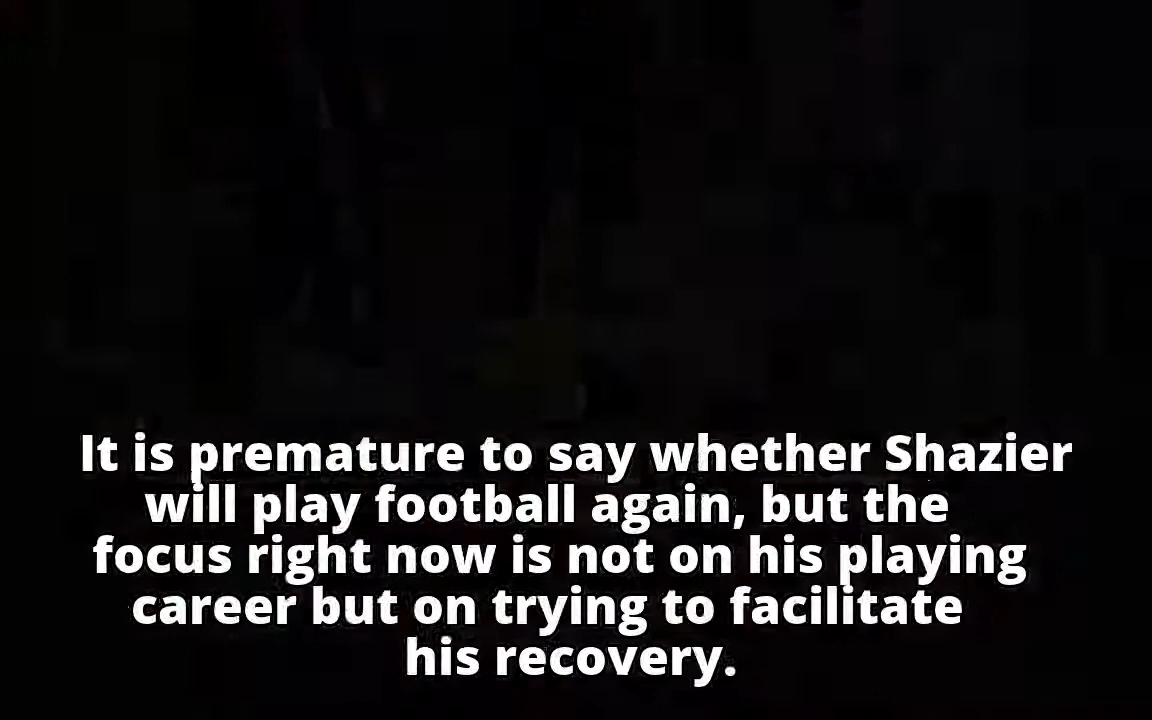 It is premature to say whether Shazier
will play football again, but the
focus right now is not on his playing
career but on trying to facilitate
his recovery.